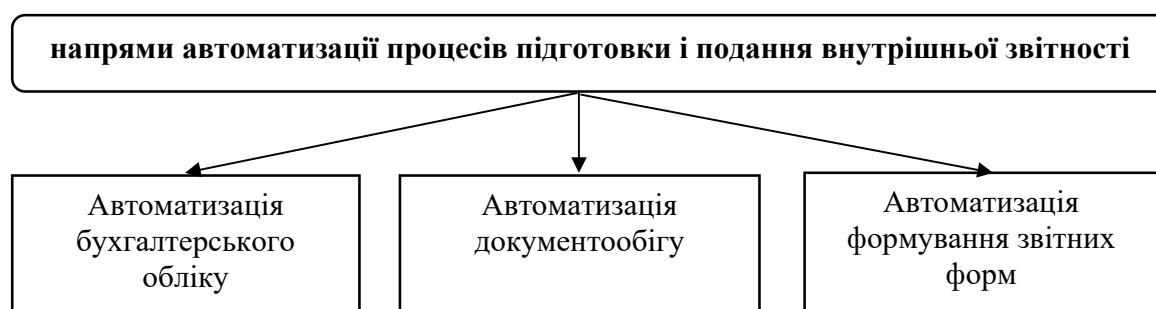 напрями автоматизації процесів підготовки і подання внутрішньої звітності
Автоматизація
бухгалтерського
обліку
Автоматизація
документообігу
Автоматизація
формування звітних
форм